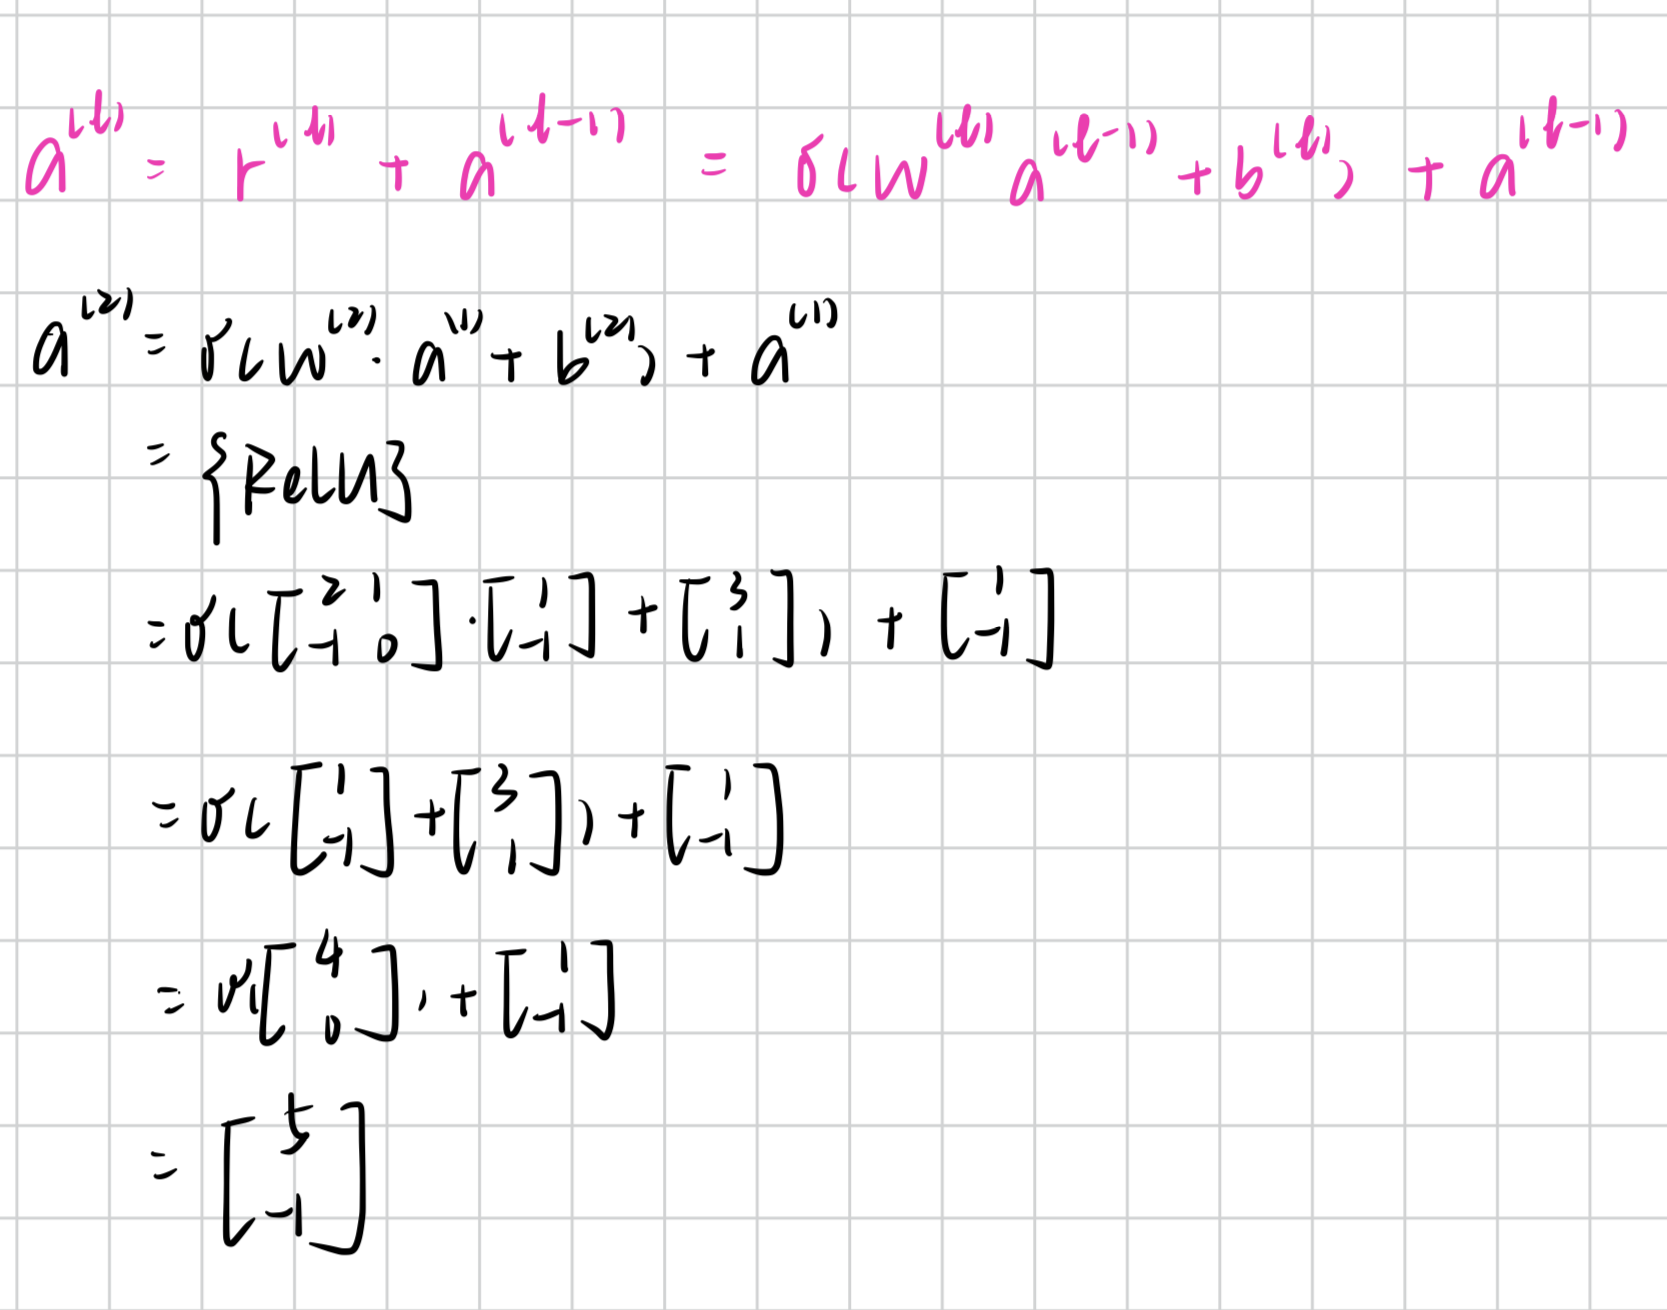 a^(l) = r^(l) + a^(l-1) = σ(W^(l) a^(l-1) + b^(l)) + a^(l-1)
a^(2) = σ(W^(2) · a^(1) + b^(2)) + a^(1)
= {ReLU}
= σ([2 1; -1 0] · [1; -1] + [3; 1]) + [1; -1]
= σ([1; -1] + [3; 1]) + [1; -1]
= σ([4; 0]) + [1; -1]
= [5; -1]